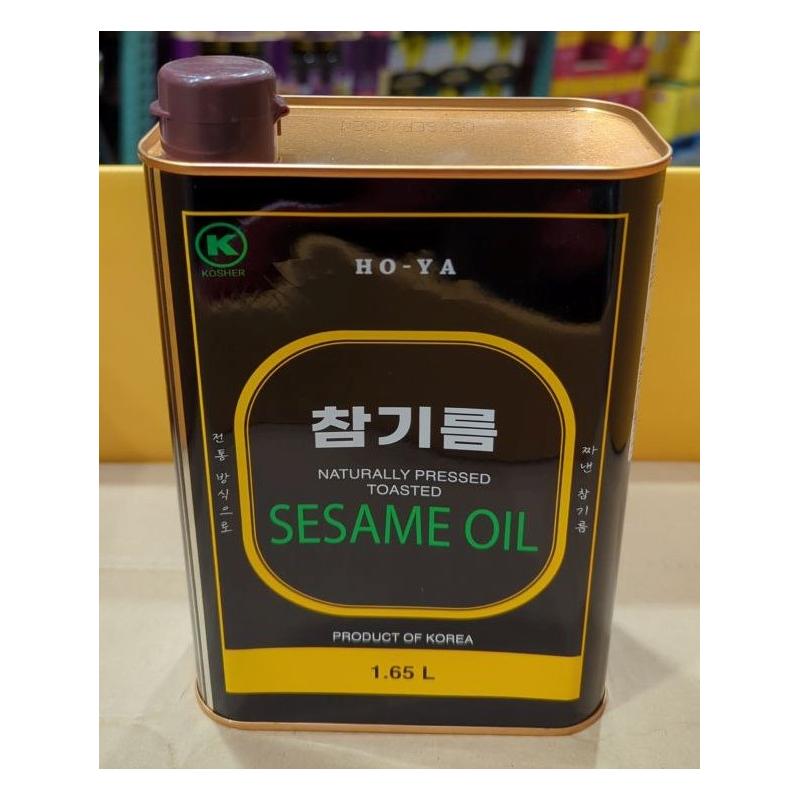 K
KOSHER
HO-YA
참기름
NATURALLY PRESSED
TOASTED
SESAME OIL
전통 방식으로
짜낸 참기름
PRODUCT OF KOREA
1.65 L